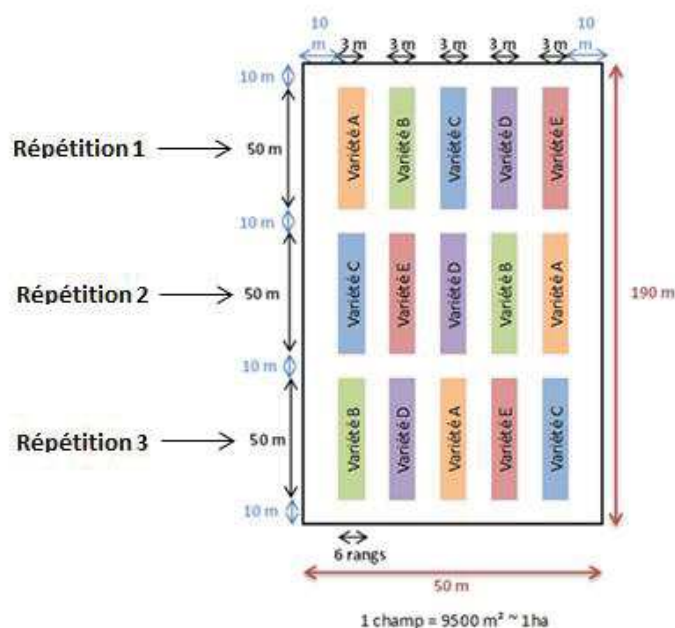 10 m
10 m
3 m 3 m 3 m 3 m 3 m
10 m
Répétition 1
50 m
Variété A
Variété B
Variété C
Variété D
Variété E
10 m
Répétition 2
50 m
Variété C
Variété E
Variété D
Variété B
Variété A
190 m
10 m
Répétition 3
50 m
Variété B
Variété D
Variété A
Variété E
Variété C
10 m
6 rangs
50 m
1 champ = 9500 m² ~ 1ha